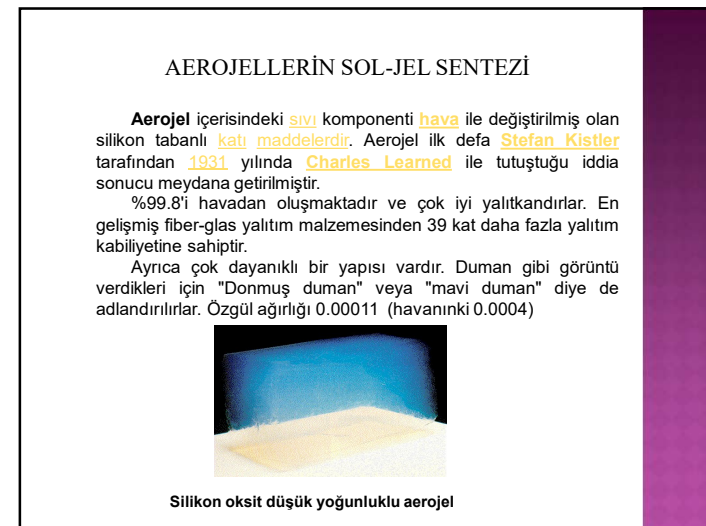 AEROJELLERİN SOL-JEL SENTEZİ
Aerojel içerisindeki sıvı komponenti hava ile değiştirilmiş olan
silikon tabanlı katı maddelerdir. Aerojel ilk defa Stefan Kistler
tarafından 1931 yılında Charles Learned ile tutuştuğu iddia
sonucu meydana getirilmiştir.
%99.8'i havadan oluşmaktadır ve çok iyi yalıtkandırlar. En
gelişmiş fiber-glas yalıtım malzemesinden 39 kat daha fazla yalıtım
kabiliyetine sahiptir.
Ayrıca çok dayanıklı bir yapısı vardır. Duman gibi görüntü
verdikleri için "Donmuş duman" veya "mavi duman" diye de
adlandırılırlar. Özgül ağırlığı 0.00011 (havanınki 0.0004)
Silikon oksit düşük yoğunluklu aerojel